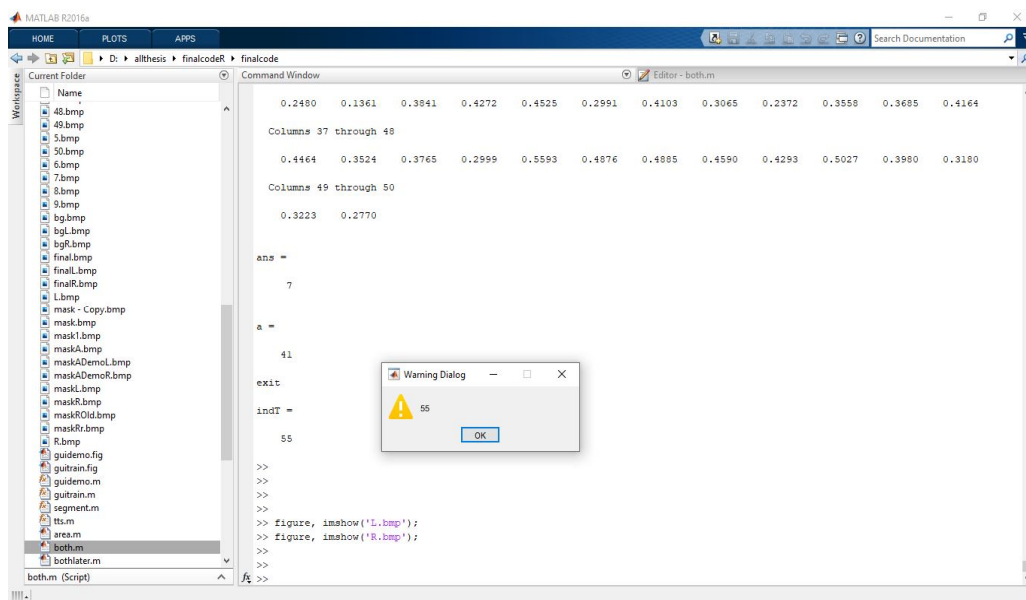 MATLAB R2016a
HOME PLOTS APPS
Search Documentation
D: allthesis finalcodeR finalcode
Workspace
Current Folder
Name
48.bmp
49.bmp
5.bmp
50.bmp
6.bmp
7.bmp
8.bmp
9.bmp
bg.bmp
bgL.bmp
bgR.bmp
final.bmp
finalL.bmp
finalR.bmp
L.bmp
mask - Copy.bmp
mask.bmp
mask1.bmp
maskA.bmp
maskADemoL.bmp
maskADemoR.bmp
maskL.bmp
maskR.bmp
maskROld.bmp
maskRr.bmp
R.bmp
guidemo.fig
guitrain.fig
guidemo.m
guitrain.m
segment.m
tts.m
area.m
both.m
bothlater.m
both.m (Script)
Command Window
Editor - both.m
0.2480 0.1361 0.3841 0.4272 0.4525 0.2991 0.4103 0.3065 0.2372 0.3558 0.3685 0.4164
Columns 37 through 48
0.4464 0.3524 0.3765 0.2999 0.5593 0.4876 0.4885 0.4590 0.4293 0.5027 0.3980 0.3180
Columns 49 through 50
0.3223 0.2770
ans =
7
a =
41
exit
indT =
55
>>
>>
>>
>>
>> figure, imshow('L.bmp');
>> figure, imshow('R.bmp');
>>
>>
fx >>
Warning Dialog
55
OK